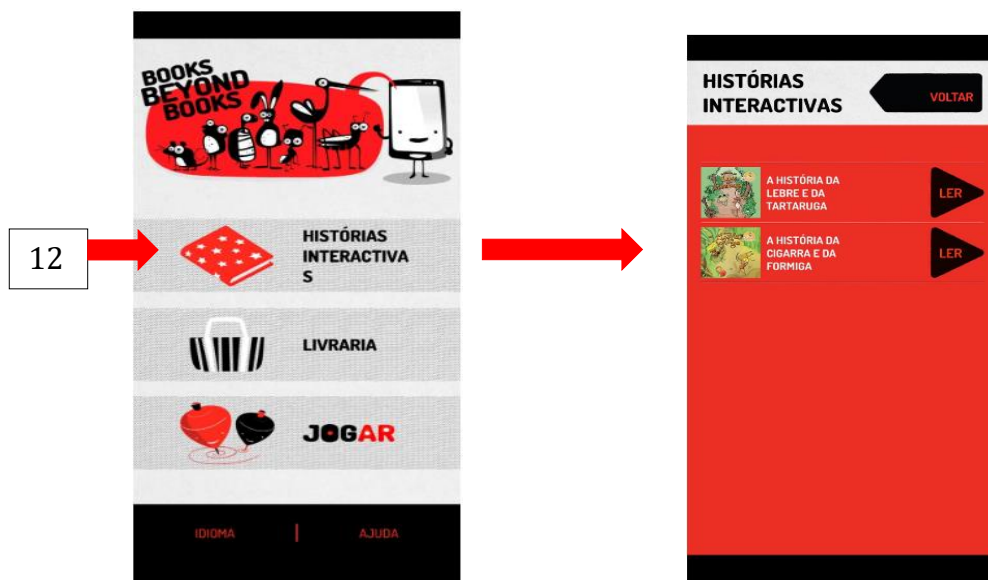 12
BOOKS
BEYOND
BOOKS
HISTÓRIAS
INTERACTIVA
S
LIVRARIA
JOGAR
IDIOMA | AJUDA
HISTÓRIAS
INTERACTIVAS
VOLTAR
A HISTÓRIA DA
LEBRE E DA
TARTARUGA
LER
A HISTÓRIA DA
CIGARRA E DA
FORMIGA
LER